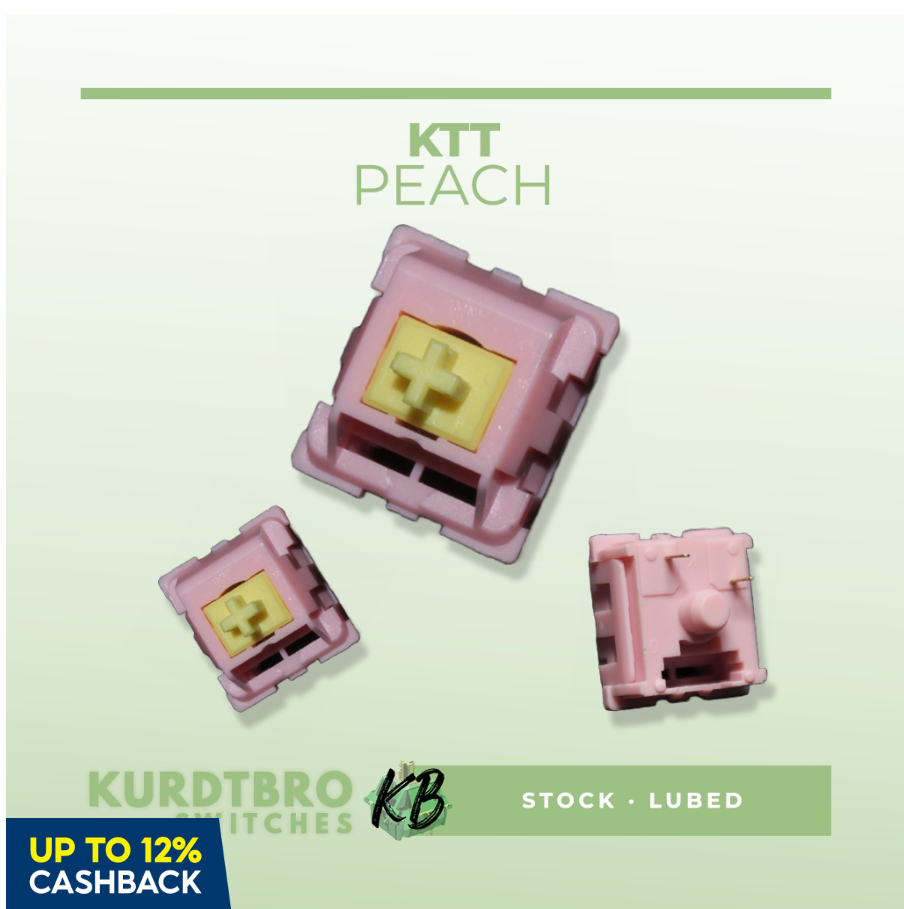 KTT
PEACH
KURDTBRO
SWITCHES
KB
STOCK · LUBED
UP TO 12%
CASHBACK